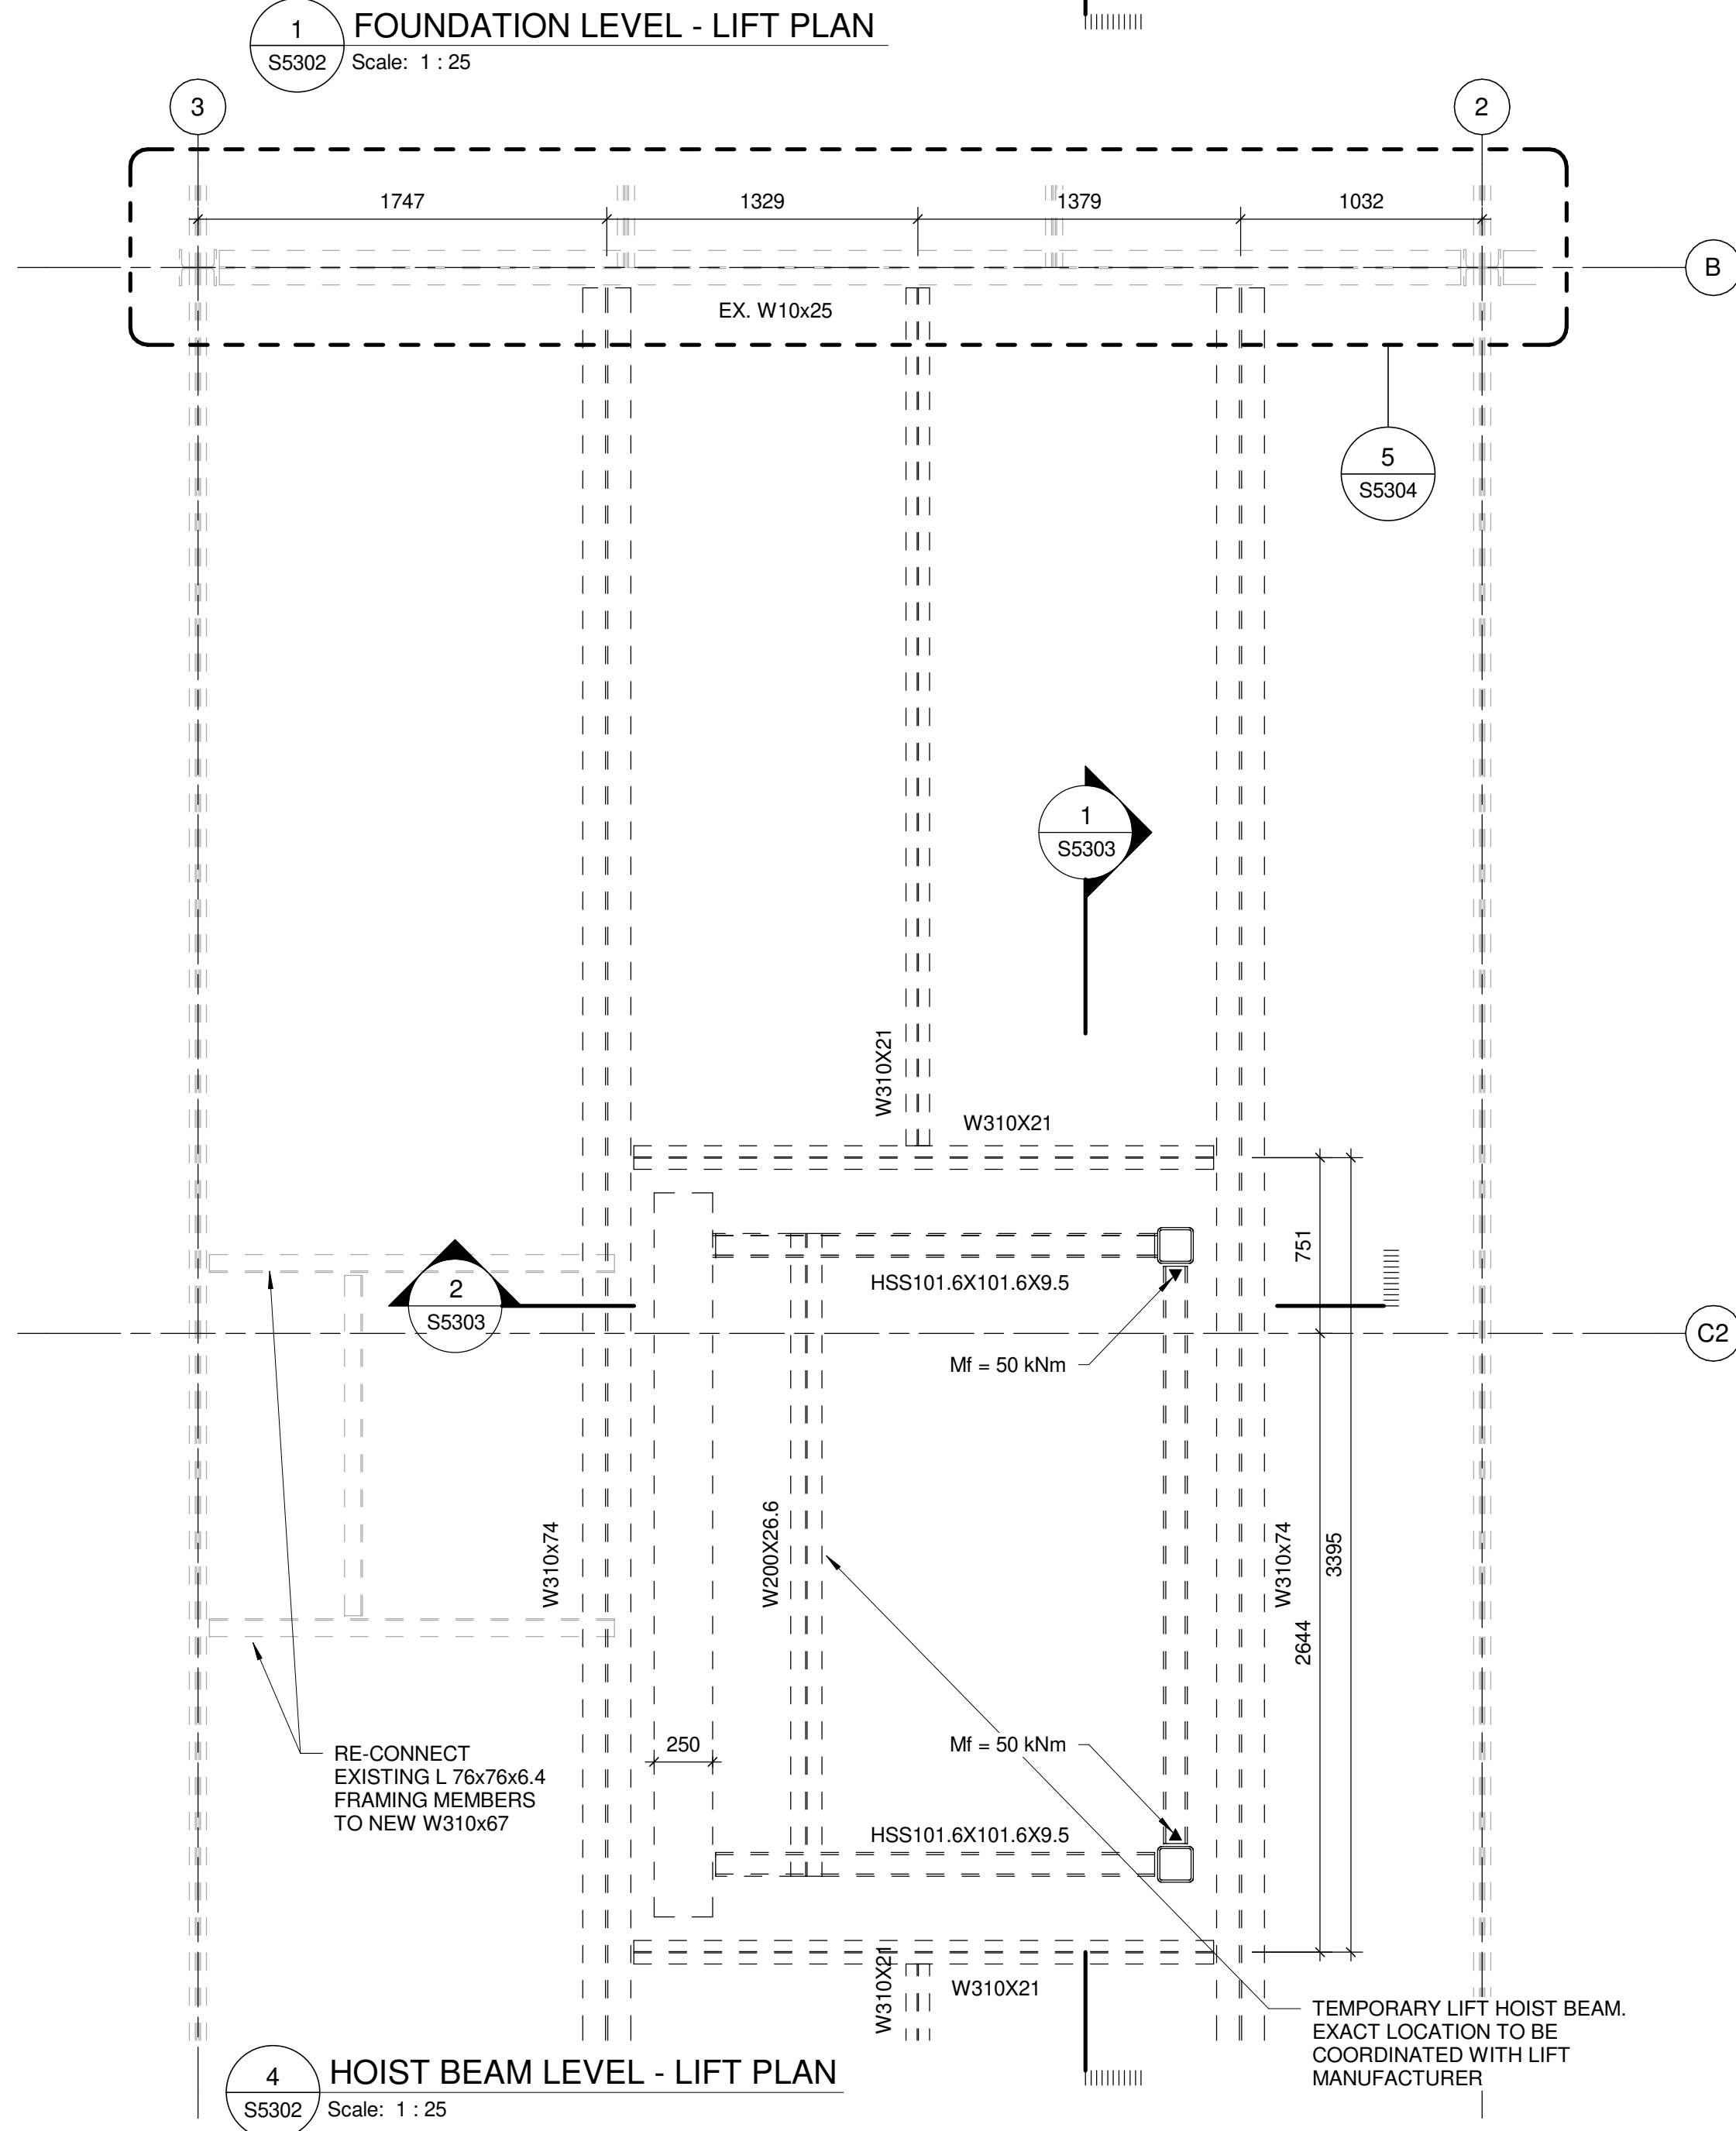 1
S5302
FOUNDATION LEVEL - LIFT PLAN
Scale: 1 : 25
3
2
1747
1329
1379
1032
B
EX. W10x25
5
S5304
1
S5303
W310X21
W310X21
751
HSS101.6X101.6X9.5
2
S5303
C2
Mf = 50 kNm
W310x74
W200X26.6
W310x74
3395
2644
RE-CONNECT
EXISTING L 76x76x6.4
FRAMING MEMBERS
TO NEW W310x67
250
Mf = 50 kNm
HSS101.6X101.6X9.5
W310X21
W310X21
TEMPORARY LIFT HOIST BEAM.
EXACT LOCATION TO BE
COORDINATED WITH LIFT
MANUFACTURER
4
S5302
HOIST BEAM LEVEL - LIFT PLAN
Scale: 1 : 25